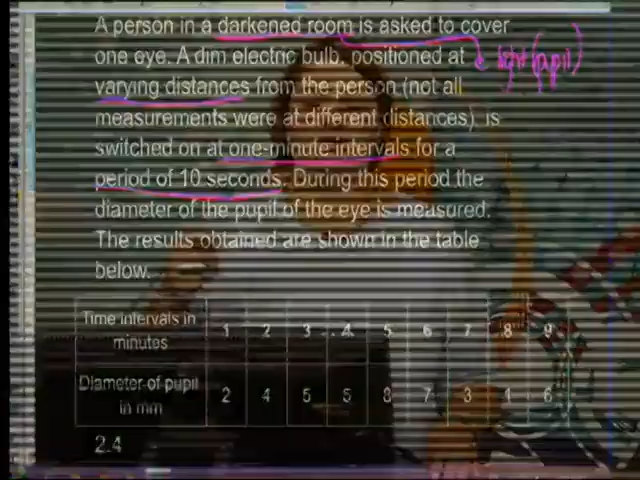 A person in a darkened room is asked to cover
one eye. A dim electric bulb, positioned at
light (pupil)
varying distances from the person (not all
measurements were at different distances), is
switched on at one-minute intervals for a
period of 10 seconds. During this period the
diameter of the pupil of the eye is measured.
The results obtained are shown in the table
below.
Time intervals in minutes 1 2 3 4 5 6 7 8 9
Diameter of pupil in mm 2 4 5 5 8 7 3 1 6
2.4